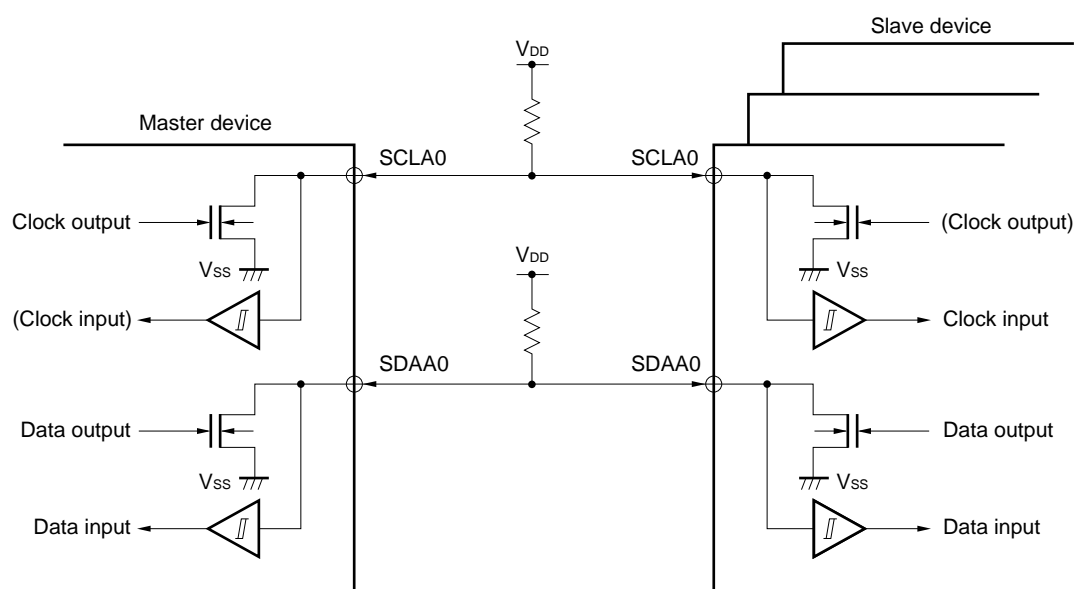 Slave device
VDD
Master device
SCLA0
SCLA0
Clock output
(Clock output)
VSS
VSS
VDD
(Clock input)
Clock input
SDAA0
SDAA0
Data output
Data output
VSS
VSS
Data input
Data input